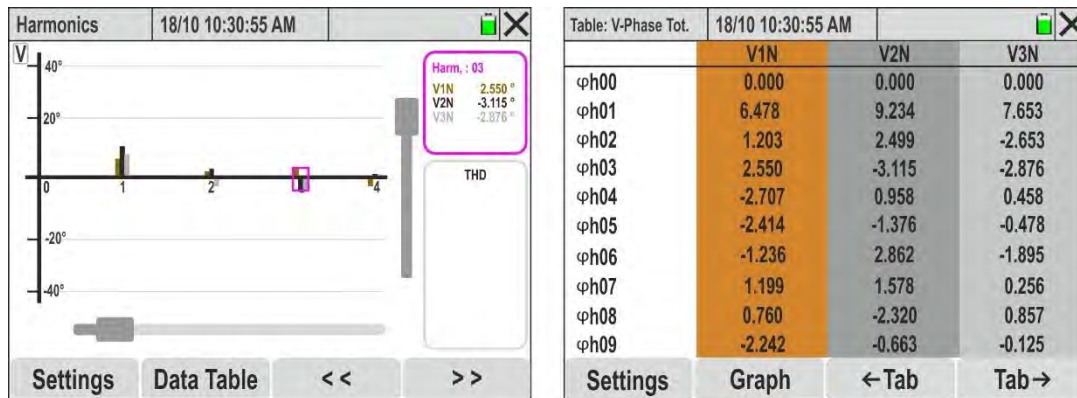 Harmonics 18/10 10:30:55 AM
V
40°
20°
0 1 2 3 4
-20°
-40°
Harm. : 03
V1N 2.550 °
V2N -3.115 °
V3N -2.876 °
THD
Settings Data Table << >>
Table: V-Phase Tot. 18/10 10:30:55 AM
V1N V2N V3N
φh00 0.000 0.000 0.000
φh01 6.478 9.234 7.653
φh02 1.203 2.499 -2.653
φh03 2.550 -3.115 -2.876
φh04 -2.707 0.958 0.458
φh05 -2.414 -1.376 -0.478
φh06 -1.236 2.862 -1.895
φh07 1.199 1.578 0.256
φh08 0.760 -2.320 0.857
φh09 -2.242 -0.663 -0.125
Settings Graph ←Tab Tab→